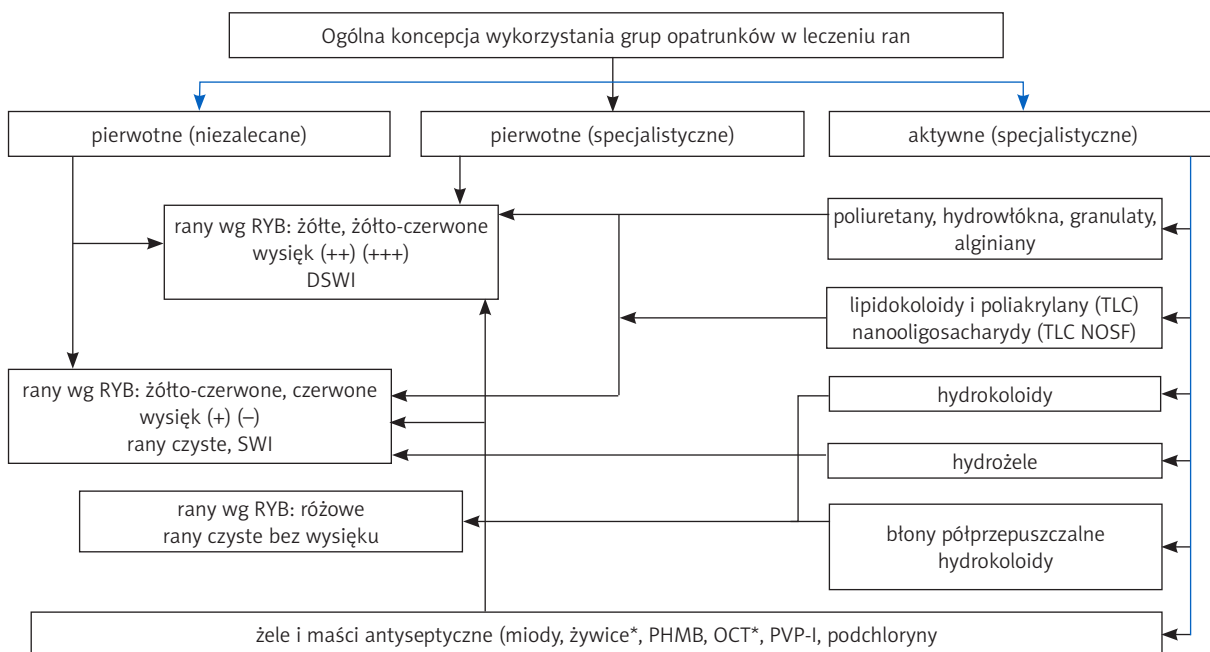 Ogólna koncepcja wykorzystania grup opatrunków w leczeniu ran
pierwotne (niezalecane)
pierwotne (specjalistyczne)
aktywne (specjalistyczne)
rany wg RYB: żółte, żółto-czerwone
wysięk (++) (+++)
DSWI
poliuretany, hydrowłókna, granulaty,
alginiany
lipidokoloidy i poliakrylany (TLC)
nanooligosacharydy (TLC NOSF)
rany wg RYB: żółto-czerwone, czerwone
wysięk (+) (–)
rany czyste, SWI
hydrokoloidy
hydrożele
rany wg RYB: różowe
rany czyste bez wysięku
błony półprzepuszczalne
hydrokoloidy
żele i maści antyseptyczne (miody, żywice*, PHMB, OCT*, PVP-I, podchloryny